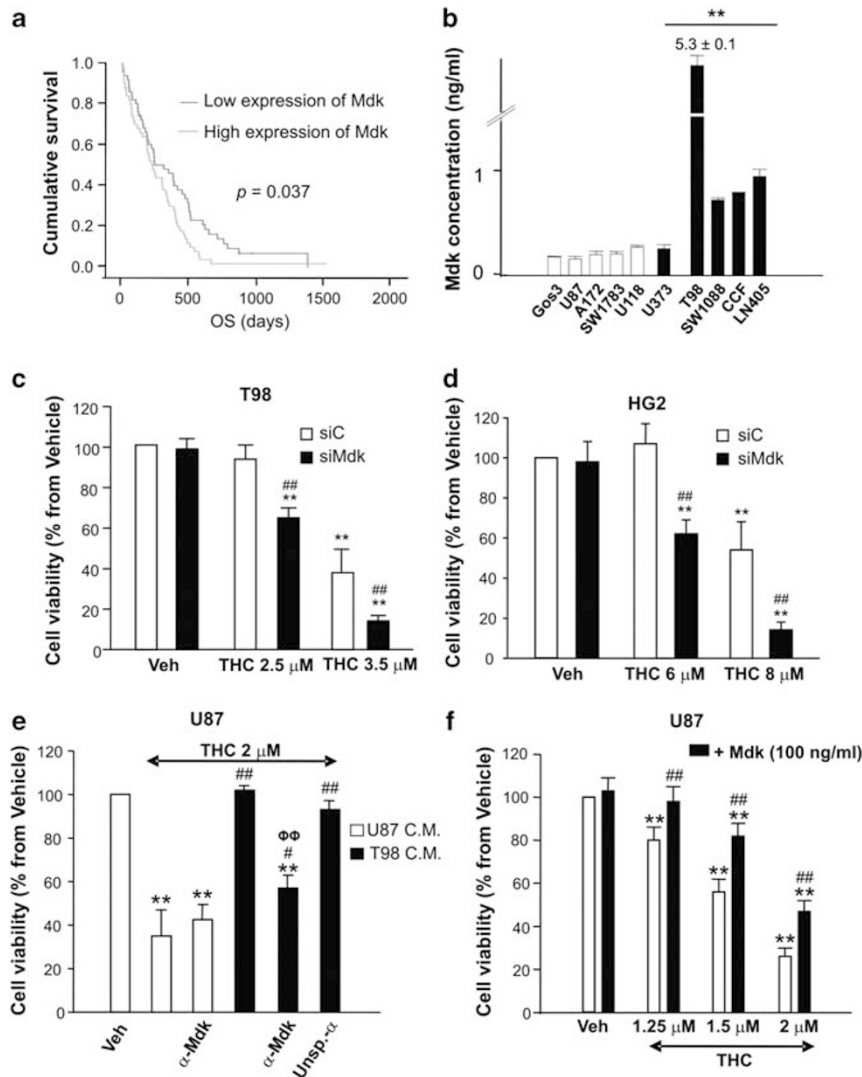 a
Cumulative survival
1.0
0.8
0.6
0.4
0.2
0.0
Low expression of Mdk
High expression of Mdk
p = 0.037
0 500 1000 1500 2000
OS (days)
b
Mdk concentration (ng/ml)
**
5.3 ± 0.1
1
0
Gos3 U87 A172 SW1783 U118 U373 T98 SW1088 CCF LN405
c
T98
Cell viability (% from Vehicle)
120
100
80
60
40
20
0
siC
siMdk
##
**
**
##
**
Veh THC 2.5 μM THC 3.5 μM
d
HG2
Cell viability (% from Vehicle)
120
100
80
60
40
20
0
siC
siMdk
##
**
**
##
**
Veh THC 6 μM THC 8 μM
e
U87
Cell viability (% from Vehicle)
120
100
80
60
40
20
0
THC 2 μM
** ** ##
ΦΦ
#
**
##
U87 C.M.
T98 C.M.
Veh α-Mdk α-Mdk Unsp.-α
f
U87
Cell viability (% from Vehicle)
120
100
80
60
40
20
0
+ Mdk (100 ng/ml)
** ##
** ##
**
** ##
**
Veh 1.25 μM 1.5 μM 2 μM
THC